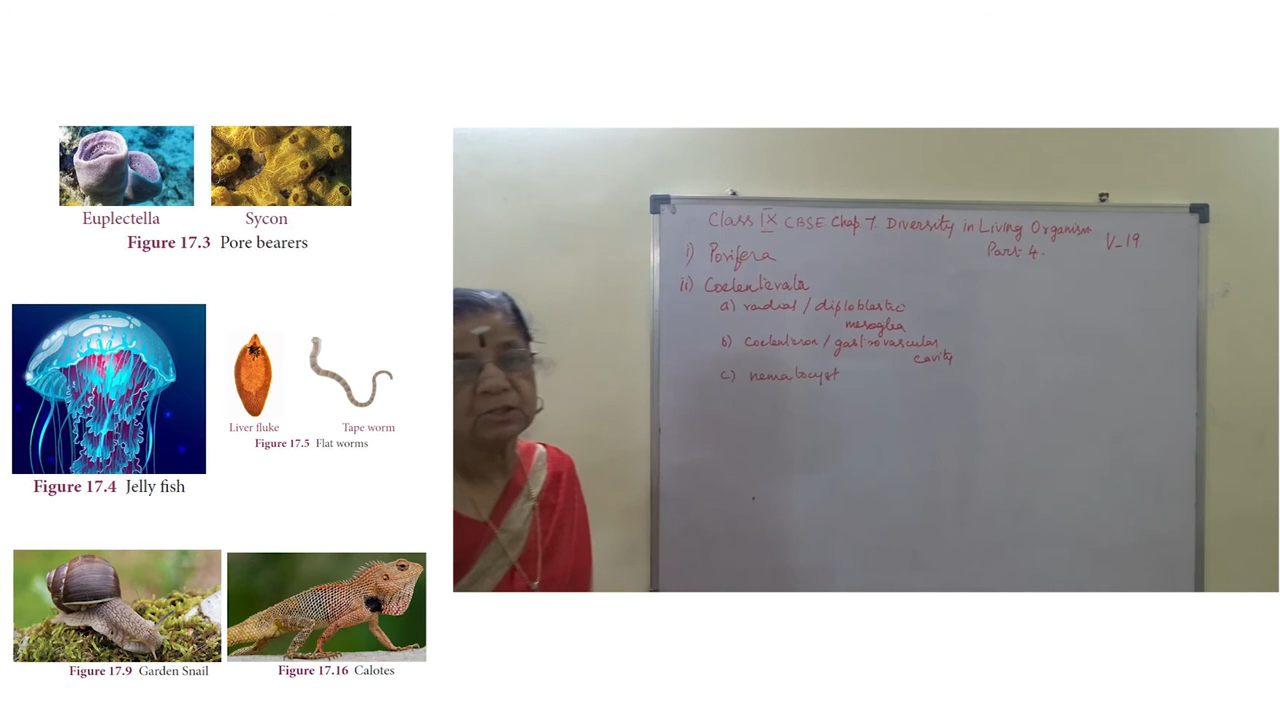 Euplectella Sycon
Figure 17.3 Pore bearers
Liver fluke Tape worm
Figure 17.5 Flat worms
Figure 17.4 Jelly fish
Figure 17.9 Garden Snail
Figure 17.16 Calotes
Class IX CBSE Chap. 7. Diversity in Living Organism
Part 4. V-19
i) Porifera
ii) Coelenterata
a) radial / diploblastic
mesoglea
b) coelenteron / gastrovascular
cavity
c) nematocyst